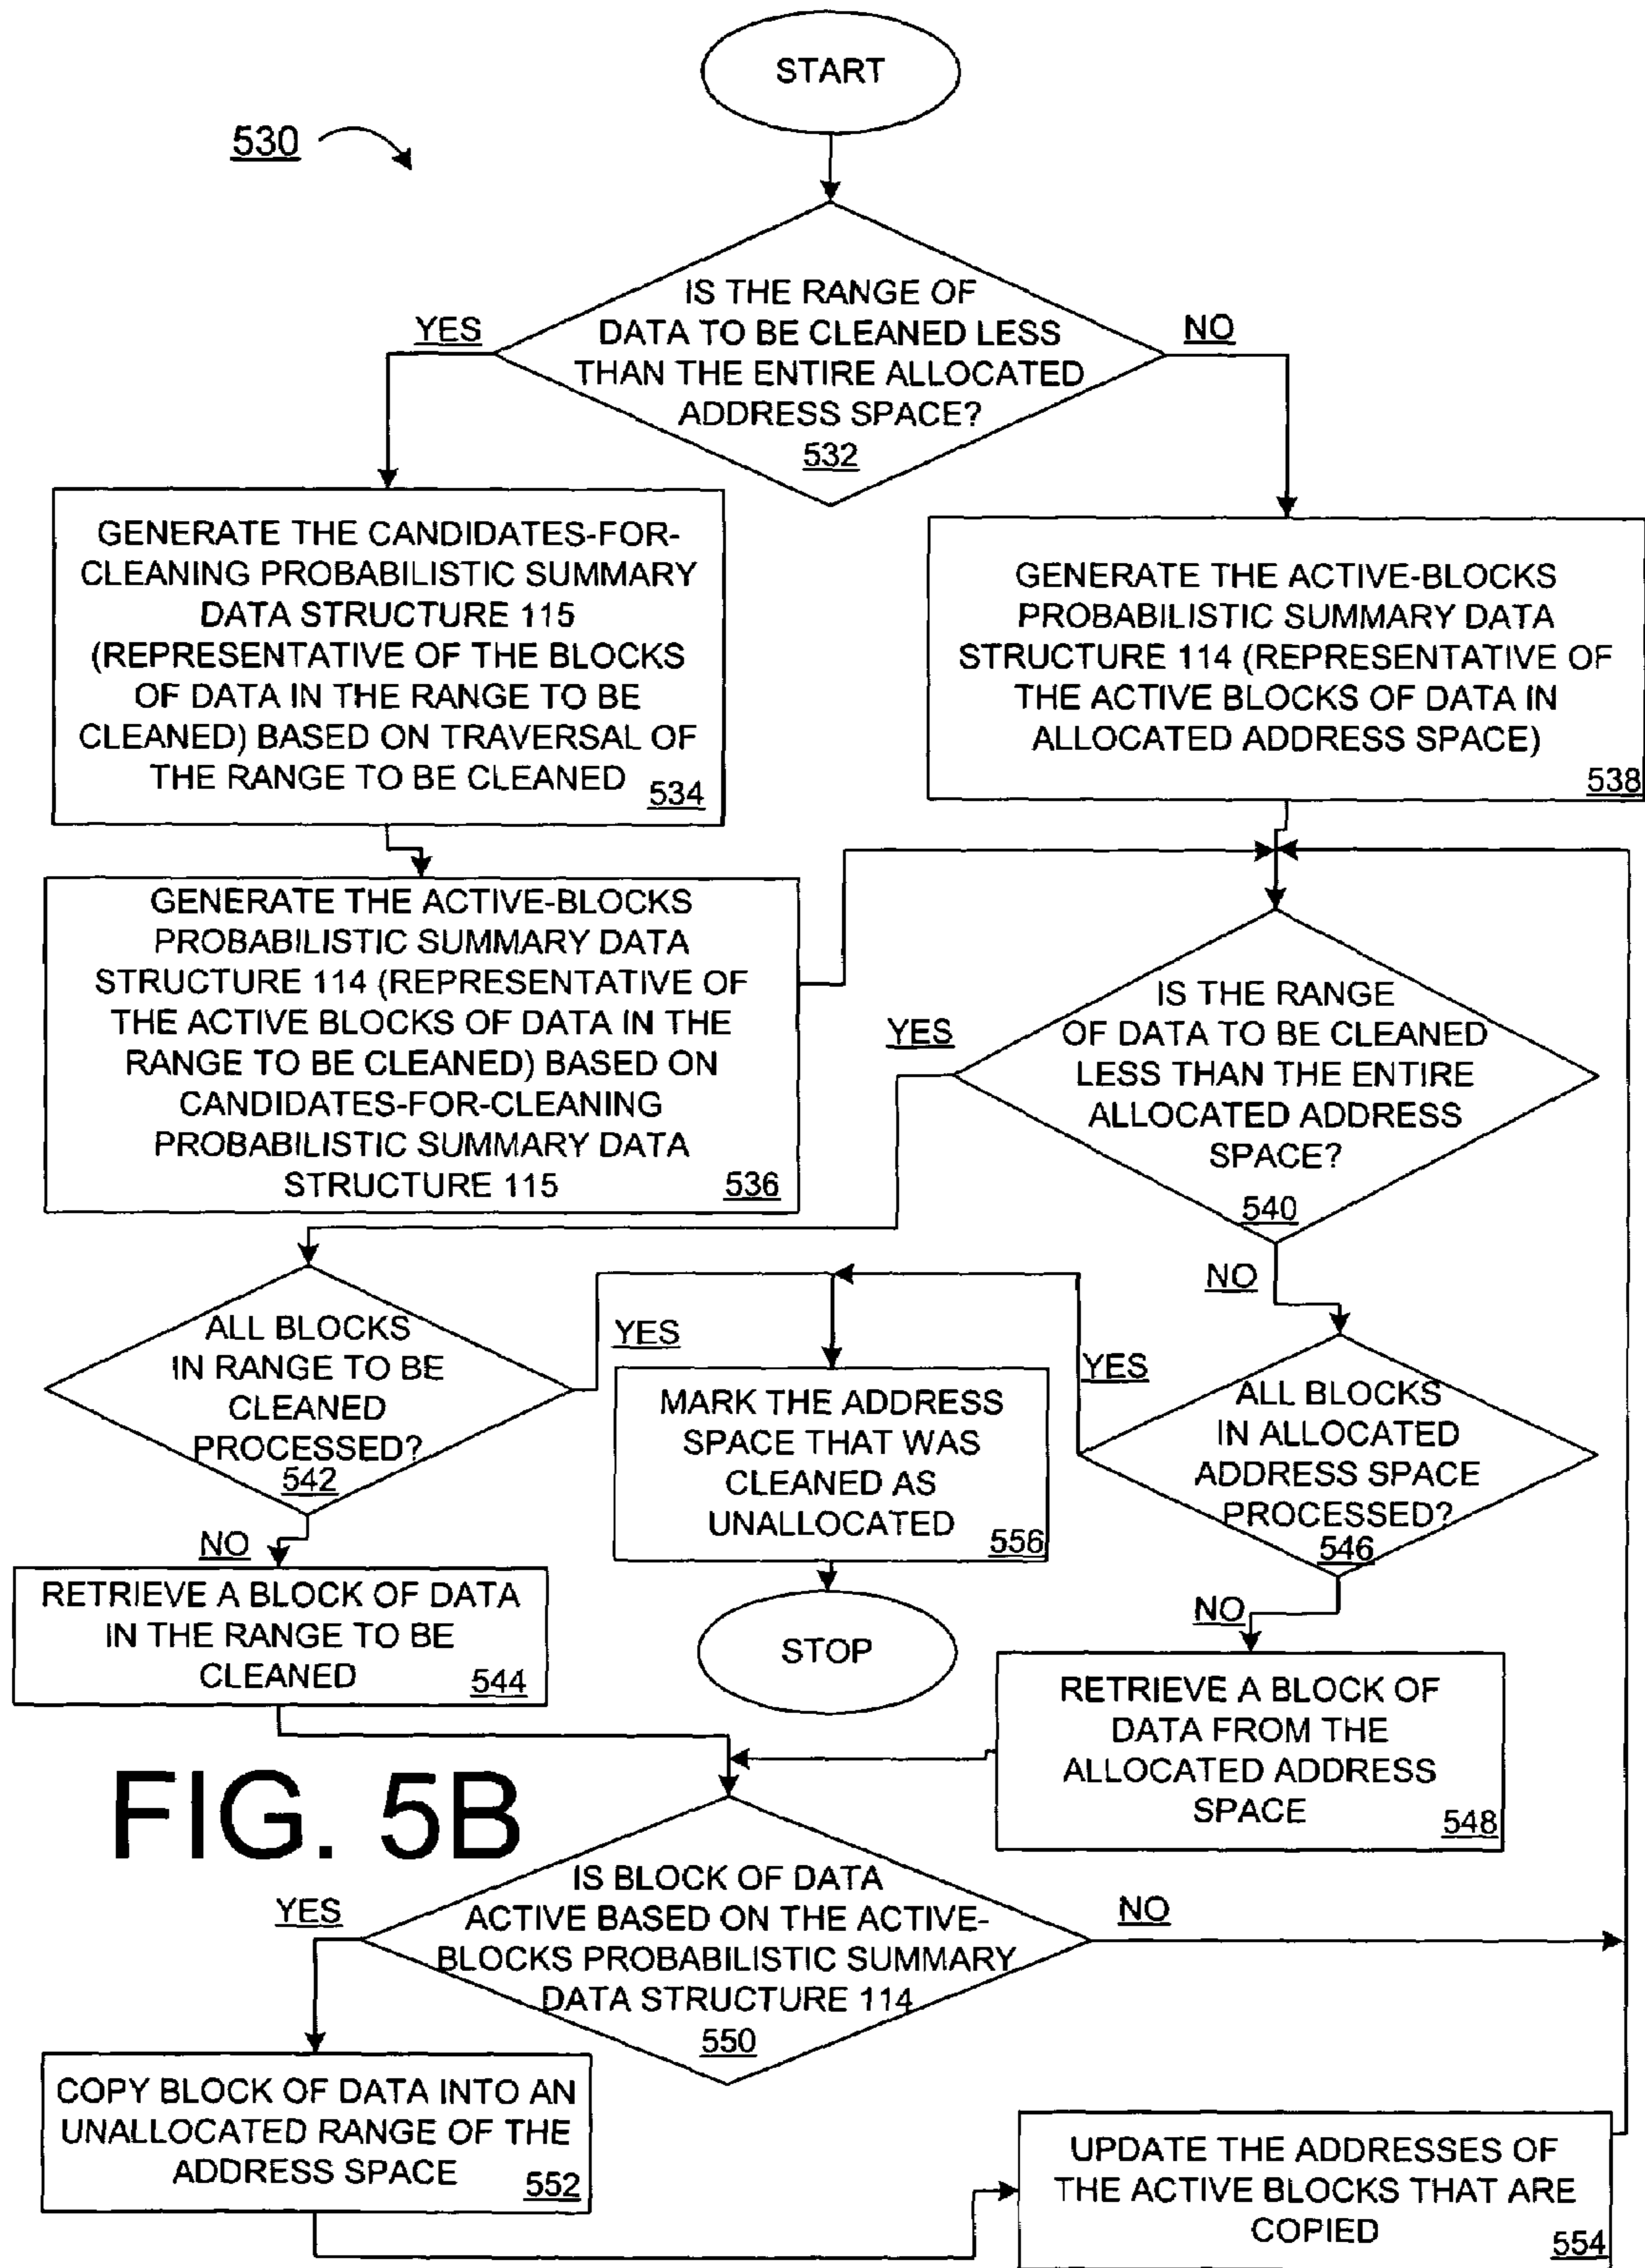 START
530
IS THE RANGE OF
DATA TO BE CLEANED LESS
THAN THE ENTIRE ALLOCATED
ADDRESS SPACE?
532
YES
NO
GENERATE THE CANDIDATES-FOR-
CLEANING PROBABILISTIC SUMMARY
DATA STRUCTURE 115
(REPRESENTATIVE OF THE BLOCKS
OF DATA IN THE RANGE TO BE
CLEANED) BASED ON TRAVERSAL OF
THE RANGE TO BE CLEANED
534
GENERATE THE ACTIVE-BLOCKS
PROBABILISTIC SUMMARY DATA
STRUCTURE 114 (REPRESENTATIVE OF
THE ACTIVE BLOCKS OF DATA IN
ALLOCATED ADDRESS SPACE)
538
GENERATE THE ACTIVE-BLOCKS
PROBABILISTIC SUMMARY DATA
STRUCTURE 114 (REPRESENTATIVE OF
THE ACTIVE BLOCKS OF DATA IN THE
RANGE TO BE CLEANED) BASED ON
CANDIDATES-FOR-CLEANING
PROBABILISTIC SUMMARY DATA
STRUCTURE 115
536
IS THE RANGE
OF DATA TO BE CLEANED
LESS THAN THE ENTIRE
ALLOCATED ADDRESS
SPACE?
540
YES
NO
ALL BLOCKS
IN RANGE TO BE
CLEANED
PROCESSED?
542
YES
NO
MARK THE ADDRESS
SPACE THAT WAS
CLEANED AS
UNALLOCATED
556
YES
ALL BLOCKS
IN ALLOCATED
ADDRESS SPACE
PROCESSED?
546
NO
RETRIEVE A BLOCK OF DATA
IN THE RANGE TO BE
CLEANED
544
STOP
RETRIEVE A BLOCK OF
DATA FROM THE
ALLOCATED ADDRESS
SPACE
548
FIG. 5B
IS BLOCK OF DATA
ACTIVE BASED ON THE ACTIVE-
BLOCKS PROBABILISTIC SUMMARY
DATA STRUCTURE 114
550
YES
NO
COPY BLOCK OF DATA INTO AN
UNALLOCATED RANGE OF THE
ADDRESS SPACE
552
UPDATE THE ADDRESSES OF
THE ACTIVE BLOCKS THAT ARE
COPIED
554